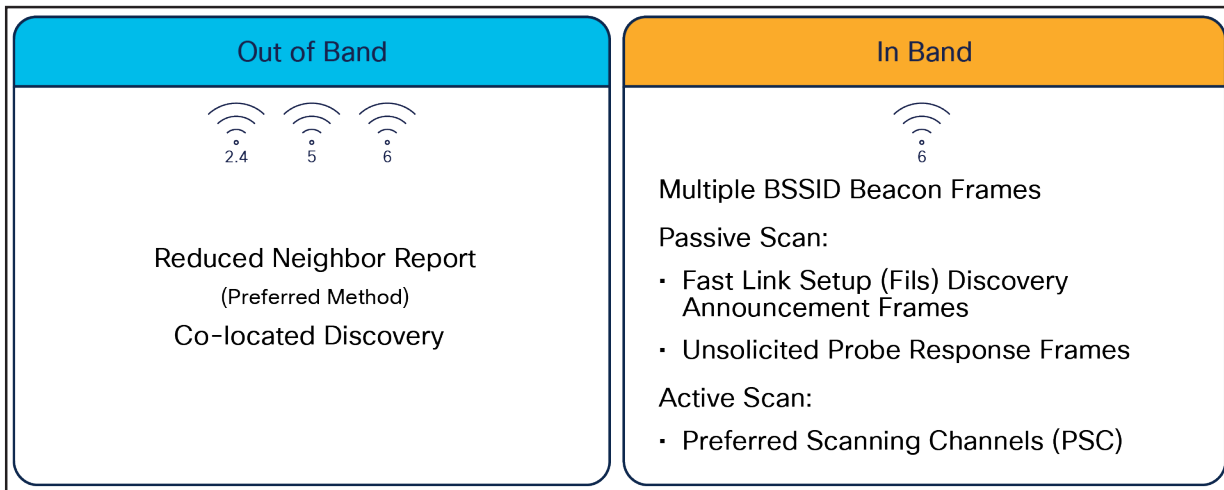 Out of Band
2.4 5 6
Reduced Neighbor Report
(Preferred Method)
Co-located Discovery
In Band
6
Multiple BSSID Beacon Frames
Passive Scan:
· Fast Link Setup (Fils) Discovery
Announcement Frames
· Unsolicited Probe Response Frames
Active Scan:
· Preferred Scanning Channels (PSC)